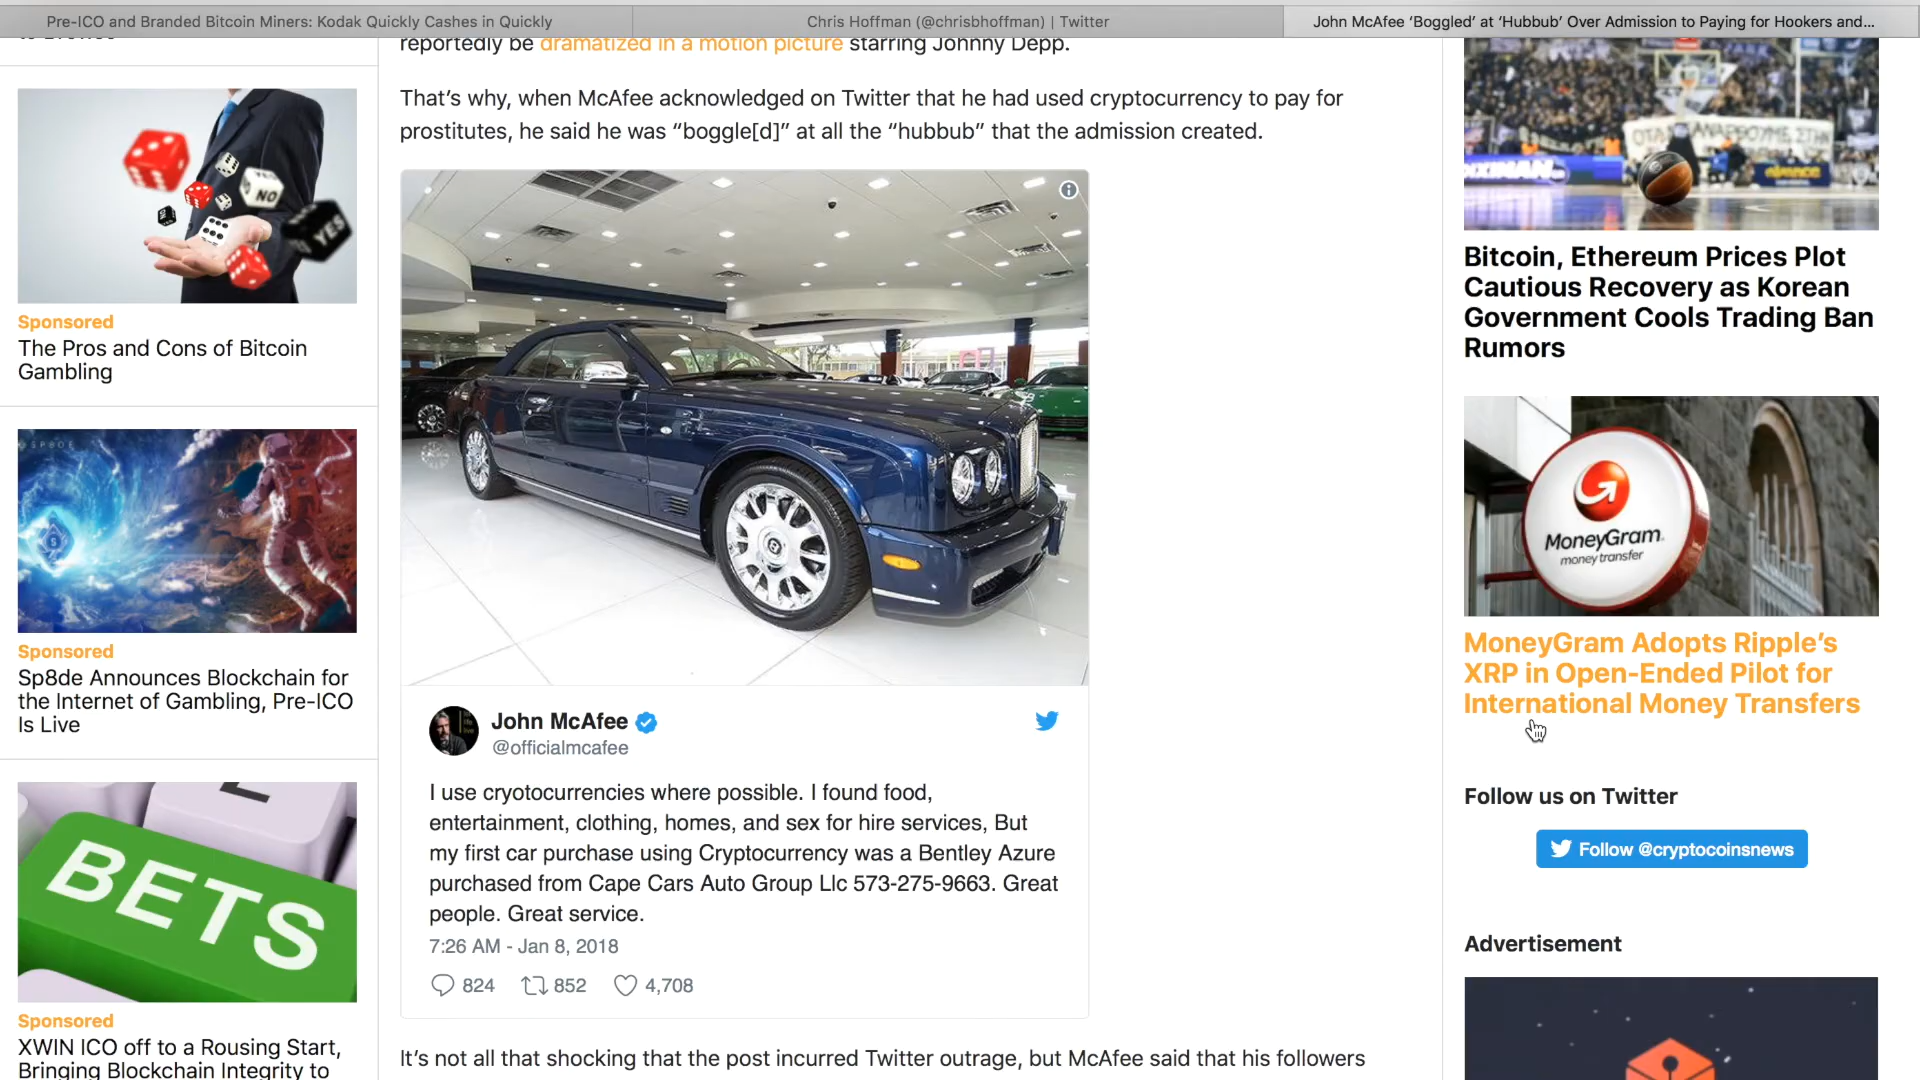 Pre-ICO and Branded Bitcoin Miners: Kodak Quickly Cashes in Quickly
Chris Hoffman (@chrisbhoffman) | Twitter
John McAfee ‘Boggled’ at ‘Hubbub’ Over Admission to Paying for Hookers and...
Sponsored
The Pros and Cons of Bitcoin
Gambling
NO
YES
SP8DE
Sponsored
Sp8de Announces Blockchain for
the Internet of Gambling, Pre-ICO
Is Live
BETS
Sponsored
XWIN ICO off to a Rousing Start,
Bringing Blockchain Integrity to
reportedly be dramatized in a motion picture starring Johnny Depp.
That’s why, when McAfee acknowledged on Twitter that he had used cryptocurrency to pay for
prostitutes, he said he was “boggle[d]” at all the “hubbub” that the admission created.
John McAfee
@officialmcafee
I use cryotocurrencies where possible. I found food,
entertainment, clothing, homes, and sex for hire services, But
my first car purchase using Cryptocurrency was a Bentley Azure
purchased from Cape Cars Auto Group Llc 573-275-9663. Great
people. Great service.
7:26 AM - Jan 8, 2018
824 852 4,708
It’s not all that shocking that the post incurred Twitter outrage, but McAfee said that his followers
Bitcoin, Ethereum Prices Plot
Cautious Recovery as Korean
Government Cools Trading Ban
Rumors
MoneyGram
money transfer
MoneyGram Adopts Ripple’s
XRP in Open-Ended Pilot for
International Money Transfers
Follow us on Twitter
Follow @cryptocoinsnews
Advertisement